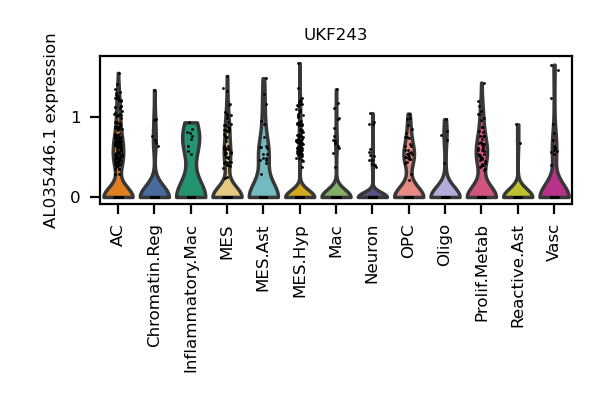 UKF243
AL035446.1 expression
1
0
AC
Chromatin.Reg
Inflammatory.Mac
MES
MES.Ast
MES.Hyp
Mac
Neuron
OPC
Oligo
Prolif.Metab
Reactive.Ast
Vasc